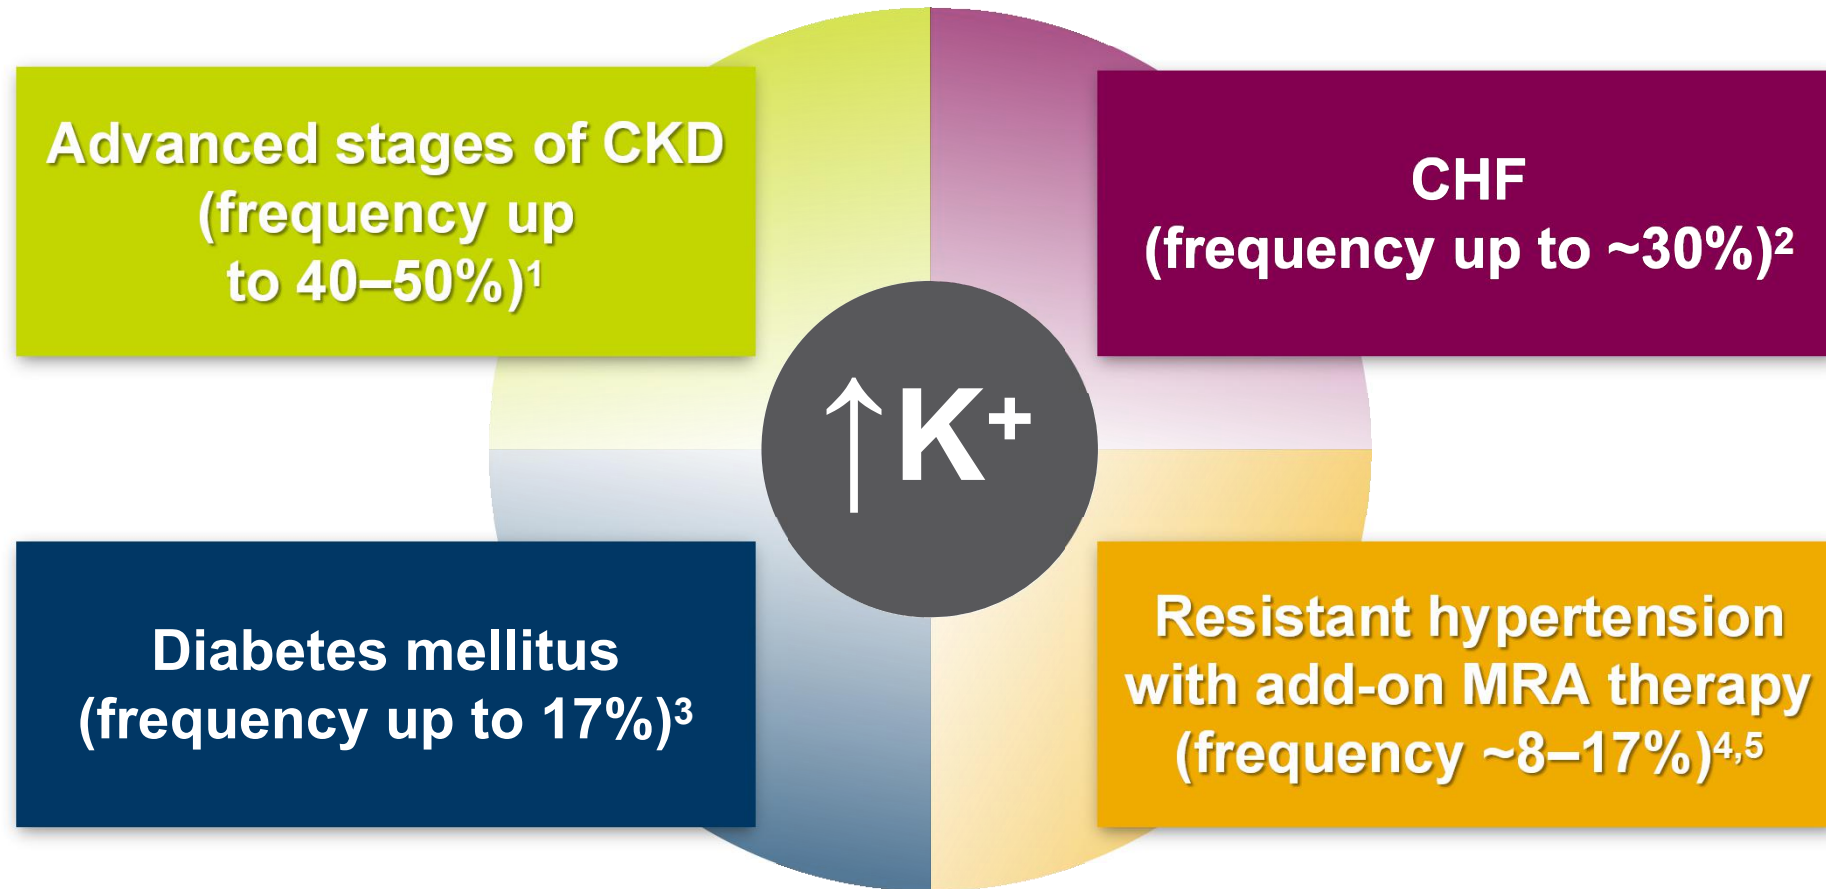 Advanced stages of CKD
(frequency up
to 40–50%)¹
CHF
(frequency up to ~30%)²
↑K⁺
Diabetes mellitus
(frequency up to 17%)³
Resistant hypertension
with add-on MRA therapy
(frequency ~8–17%)⁴,⁵